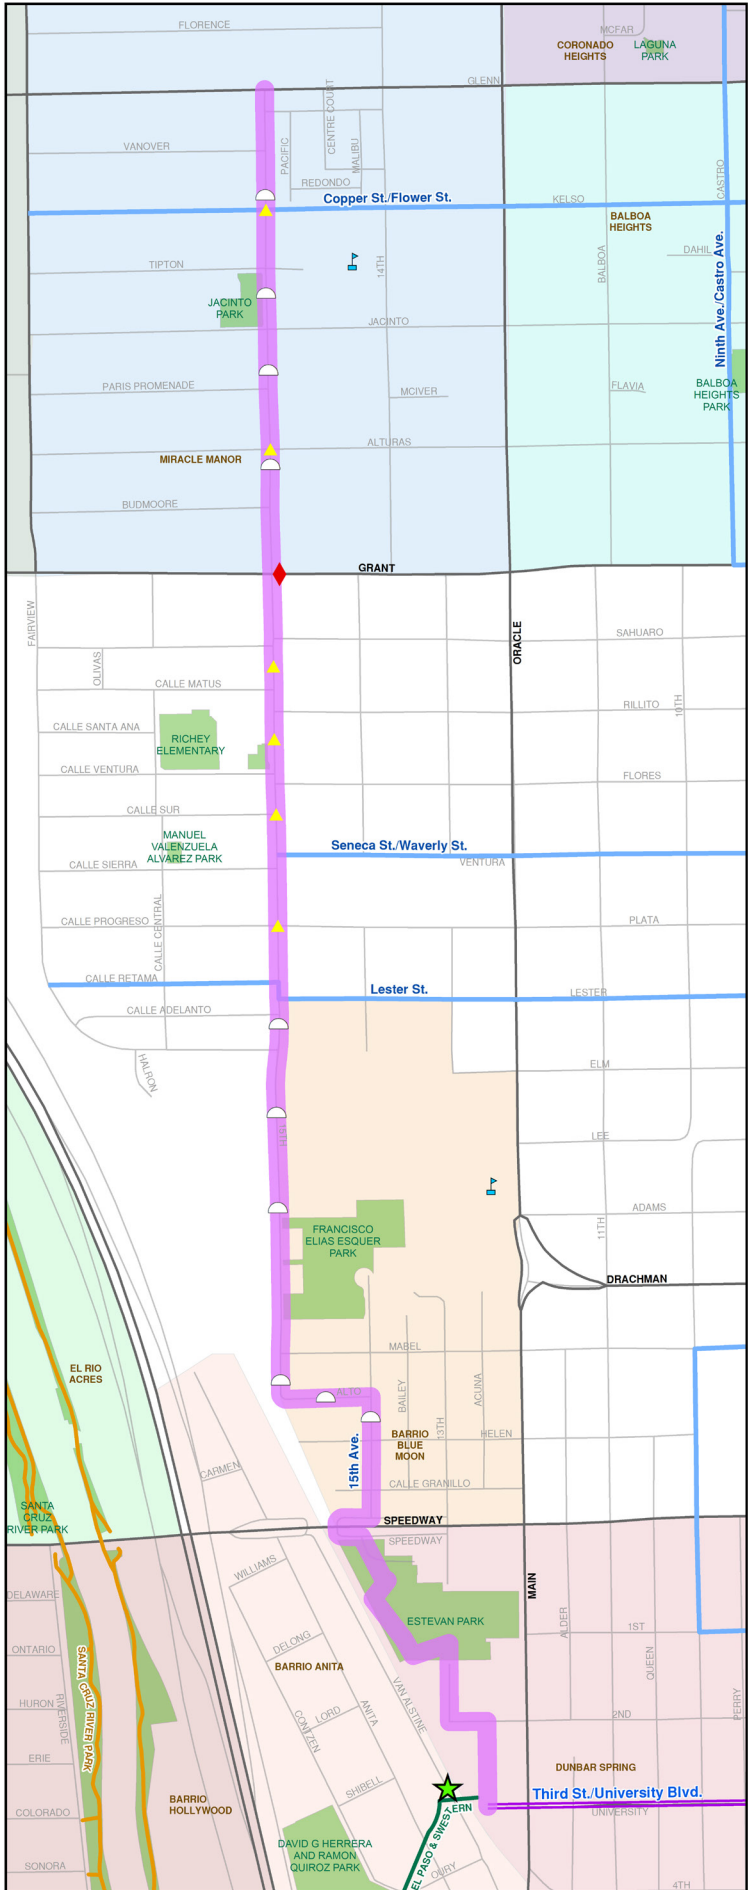 FLORENCE
MCFAR
CORONADO
HEIGHTS
LAGUNA
PARK
GLENN
VANOVER
PACIFIC
CENTRE COURT
MALIBU
REDONDO
CASTRO
Copper St./Flower St.
KELSO
BALBOA
HEIGHTS
DAHIL
BALBOA
14TH
TIPTON
JACINTO
PARK
JACINTO
Ninth Ave./Castro Ave.
PARIS PROMENADE
MCIVER
FLAVIA
BALBOA
HEIGHTS
PARK
MIRACLE MANOR
ALTURAS
BUDMOORE
GRANT
FAIRVIEW
ORACLE
SAHUARO
OLIVAS
CALLE MATUS
RILLITO
10TH
CALLE SANTA ANA
RICHEY
ELEMENTARY
CALLE VENTURA
FLORES
CALLE SUR
MANUEL
VALENZUELA
ALVAREZ PARK
Seneca St./Waverly St.
VENTURA
CALLE SIERRA
CALLE PROGRESO
CALLE CENTRAL
PLATA
CALLE RETAMA
Lester St.
LESTER
CALLE ADELANTO
HALRON
ELM
15TH
LEE
ADAMS
11TH
FRANCISCO
ELIAS ESQUER
PARK
DRACHMAN
MABEL
EL RIO
ACRES
ALTO
BAILEY
ACUNA
13TH
HELEN
BARRIO
BLUE
MOON
15th Ave.
CARMEN
CALLE GRANILLO
SANTA
CRUZ
RIVER PARK
SPEEDWAY
SPEEDWAY
WILLIAMS
MAIN
DELAWARE
ALDER
ESTEVAN PARK
1ST
DELONG
ONTARIO
QUEEN
BARRIO ANITA
SANTA CRUZ RIVER PARK
RIVERSIDE
HURON
VAN ALSTINE
PERRY
LORD
ANITA
CONTZEN
2ND
ERIE
DUNBAR SPRING
SHIBELL
Third St./University Blvd.
BARRIO
HOLLYWOOD
COLORADO
UNIVERSITY
EL PASO & SWESTERN
DAVID G HERRERA
AND RAMON
QUIROZ PARK
SONORA
OURY
4TH